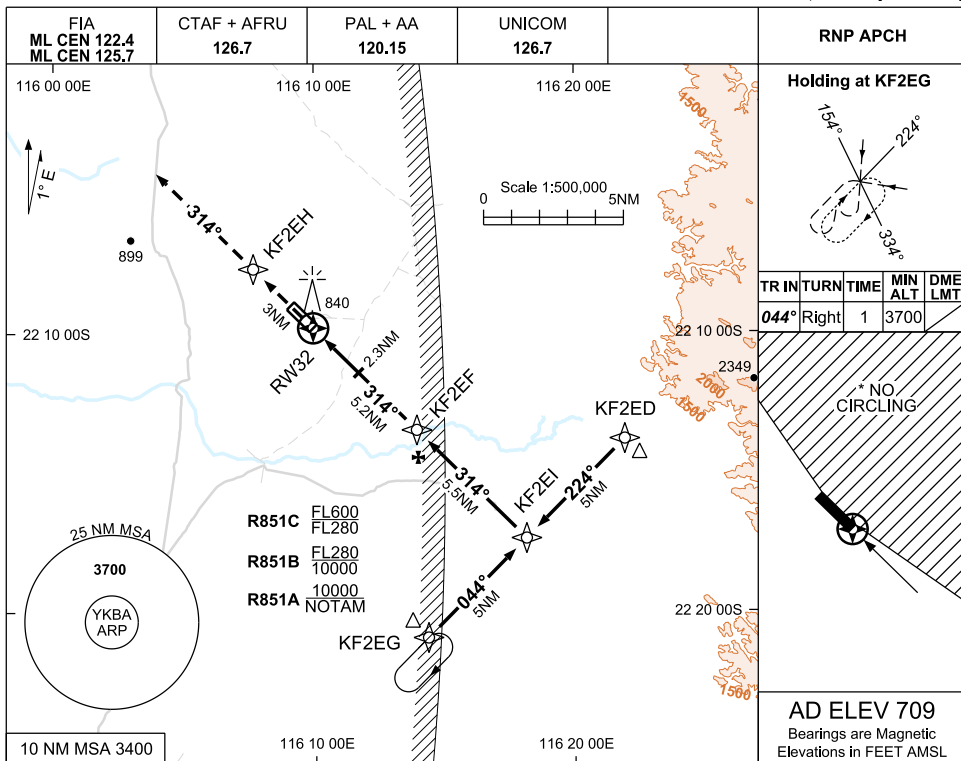 FIA
ML CEN 122.4
ML CEN 125.7
CTAF + AFRU
126.7
PAL + AA
120.15
UNICOM
126.7
RNP APCH
116 00 00E
116 10 00E
116 20 00E
1° E
899
314°
KF2EH
840
3NM
RW32
22 10 00S
2.3NM
314°
5.2NM
KF2EF
Scale 1:500,000
0
5NM
1500
22 10 00S
2349
2000
1500
KF2ED
224°
5NM
KF2EI
314°
5.5NM
R851C FL600
FL280
R851B FL280
10000
R851A 10000
NOTAM
044°
5NM
KF2EG
22 20 00S
1500
25 NM MSA
3700
YKBA
ARP
10 NM MSA 3400
116 10 00E
116 20 00E
Holding at KF2EG
154°
224°
334°
TR IN TURN TIME MIN ALT DME LMT
044° Right 1 3700
* NO
CIRCLING
AD ELEV 709
Bearings are Magnetic
Elevations in FEET AMSL